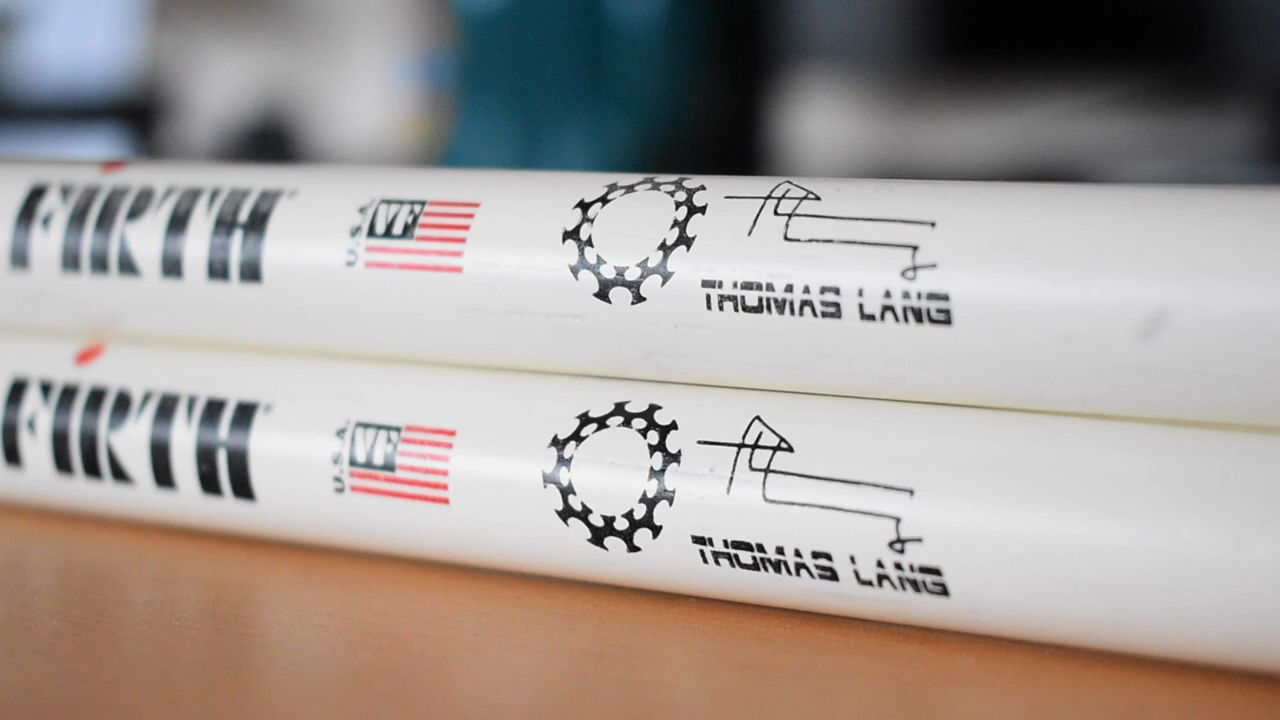 FIRTH
U.S.A.
VF
THOMAS LANG
FIRTH
U.S.A.
VF
THOMAS LANG